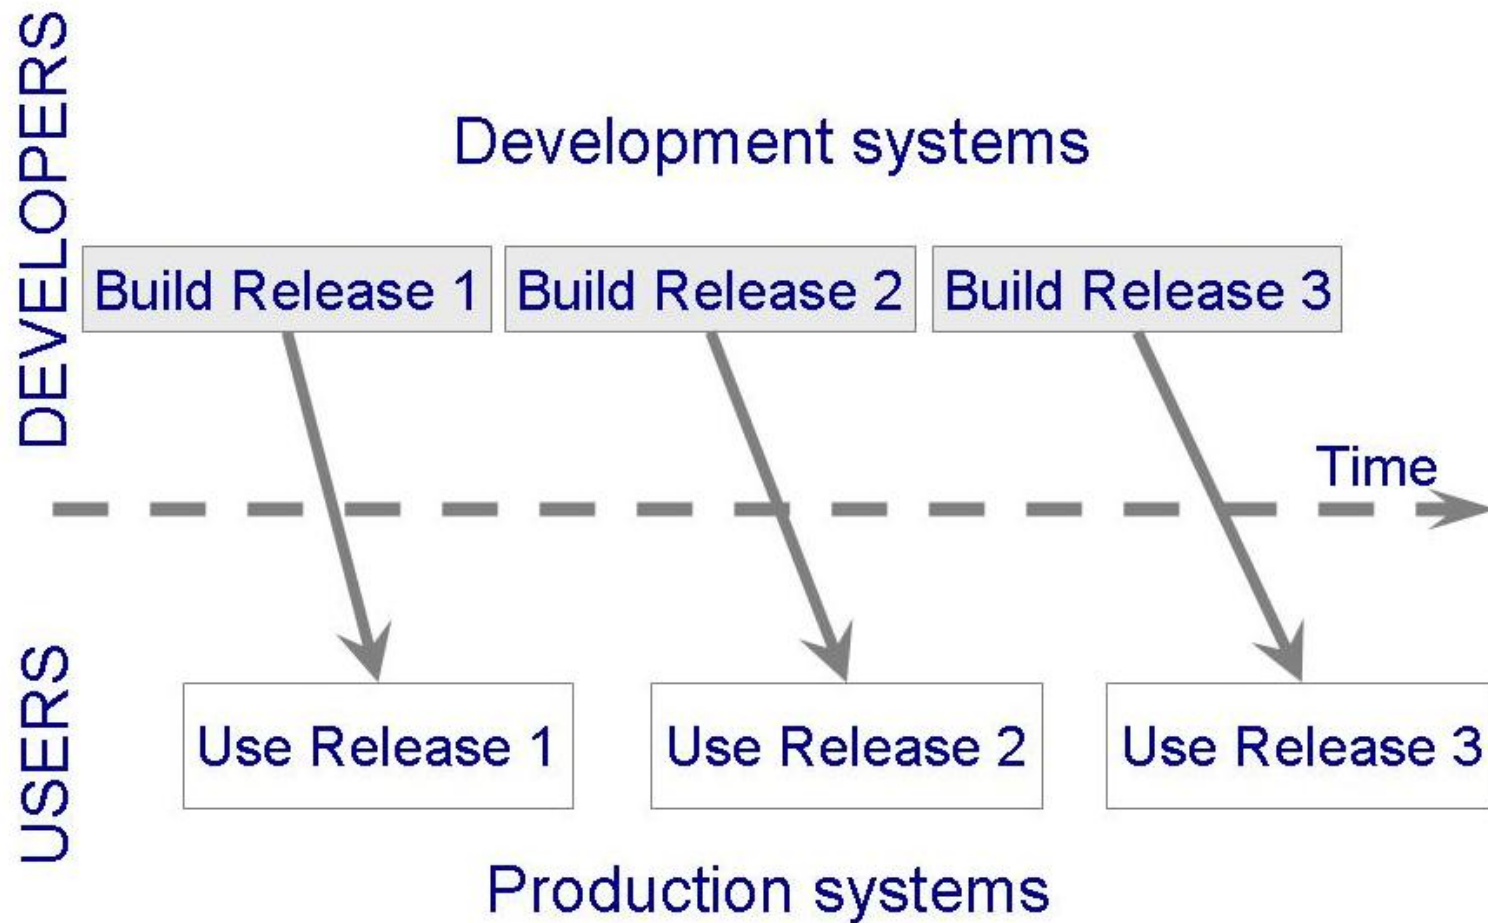 DEVELOPERS
Development systems
Build Release 1
Build Release 2
Build Release 3
Time
USERS
Use Release 1
Use Release 2
Use Release 3
Production systems